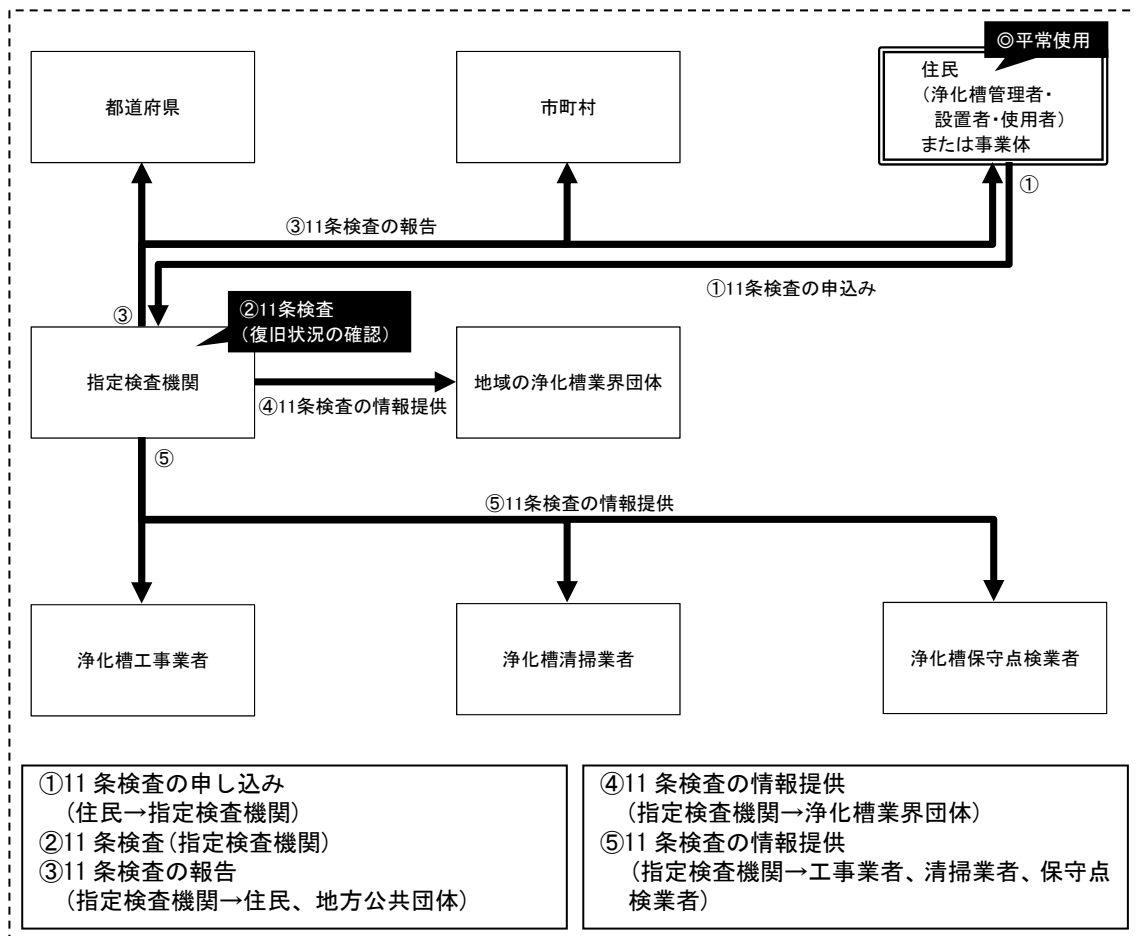 ◎平常使用
都道府県
市町村
住民
(浄化槽管理者・
設置者・使用者)
または事業体
①
③11条検査の報告
①11条検査の申込み
③
②11条検査
(復旧状況の確認)
指定検査機関
地域の浄化槽業界団体
④11条検査の情報提供
⑤
⑤11条検査の情報提供
浄化槽工事業者
浄化槽清掃業者
浄化槽保守点検業者
①11 条検査の申し込み
(住民→指定検査機関)
②11 条検査(指定検査機関)
③11 条検査の報告
(指定検査機関→住民、地方公共団体)
④11 条検査の情報提供
(指定検査機関→浄化槽業界団体)
⑤11 条検査の情報提供
(指定検査機関→工事業者、清掃業者、保守点
検業者)